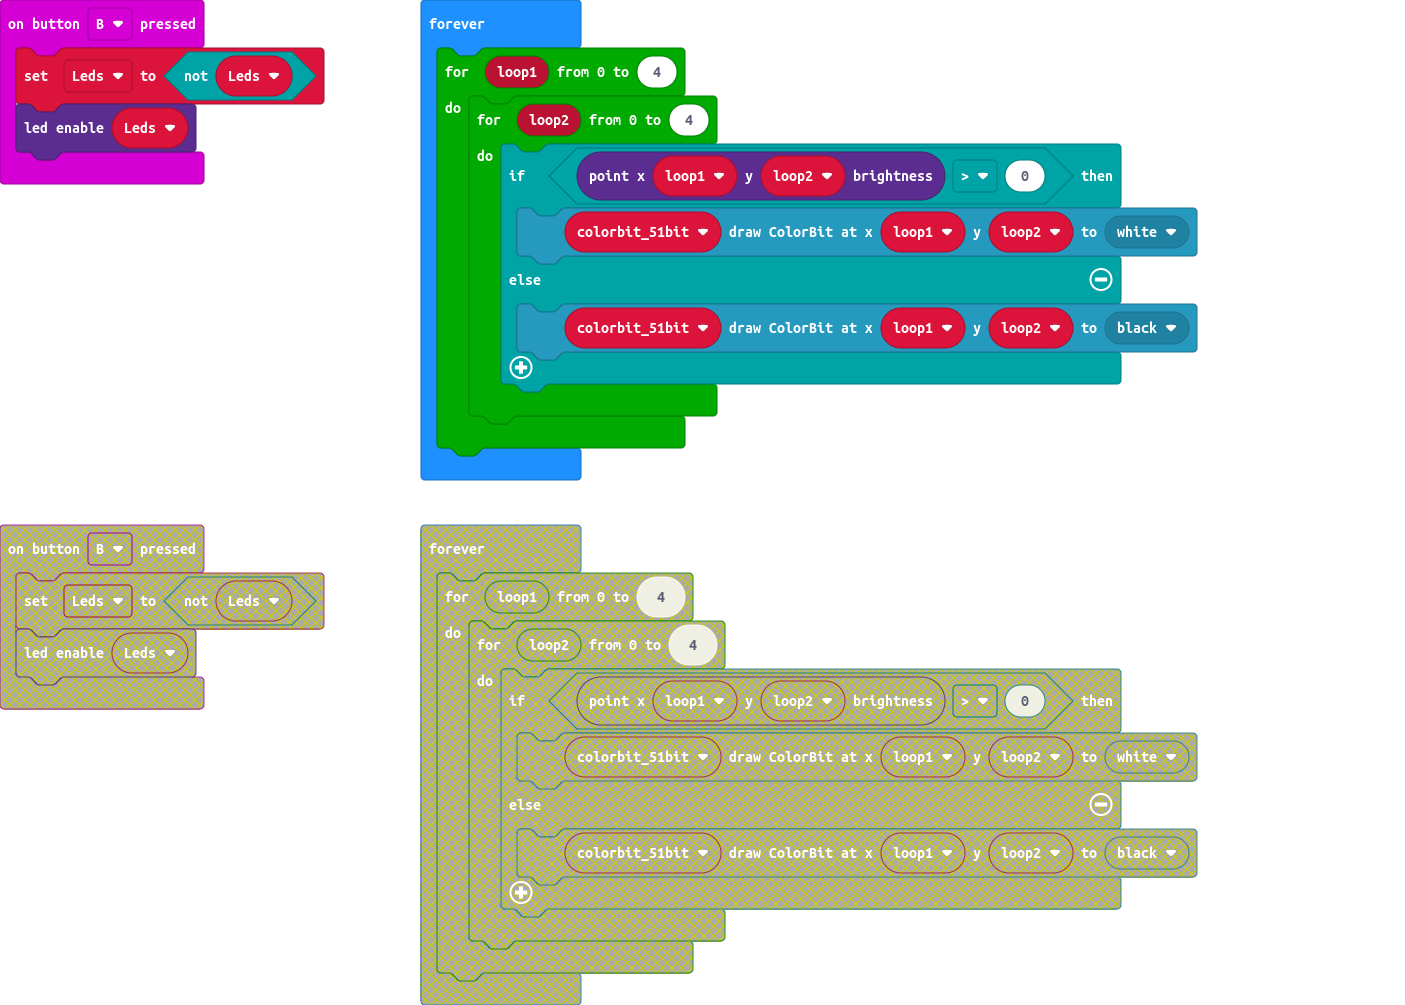 on button B pressed
set Leds to not Leds
led enable Leds
forever
for loop1 from 0 to 4
do
for loop2 from 0 to 4
do
if point x loop1 y loop2 brightness > 0 then
colorbit_51bit draw ColorBit at x loop1 y loop2 to white
else
colorbit_51bit draw ColorBit at x loop1 y loop2 to black
on button B pressed
set Leds to not Leds
led enable Leds
forever
for loop1 from 0 to 4
do
for loop2 from 0 to 4
do
if point x loop1 y loop2 brightness > 0 then
colorbit_51bit draw ColorBit at x loop1 y loop2 to white
else
colorbit_51bit draw ColorBit at x loop1 y loop2 to black